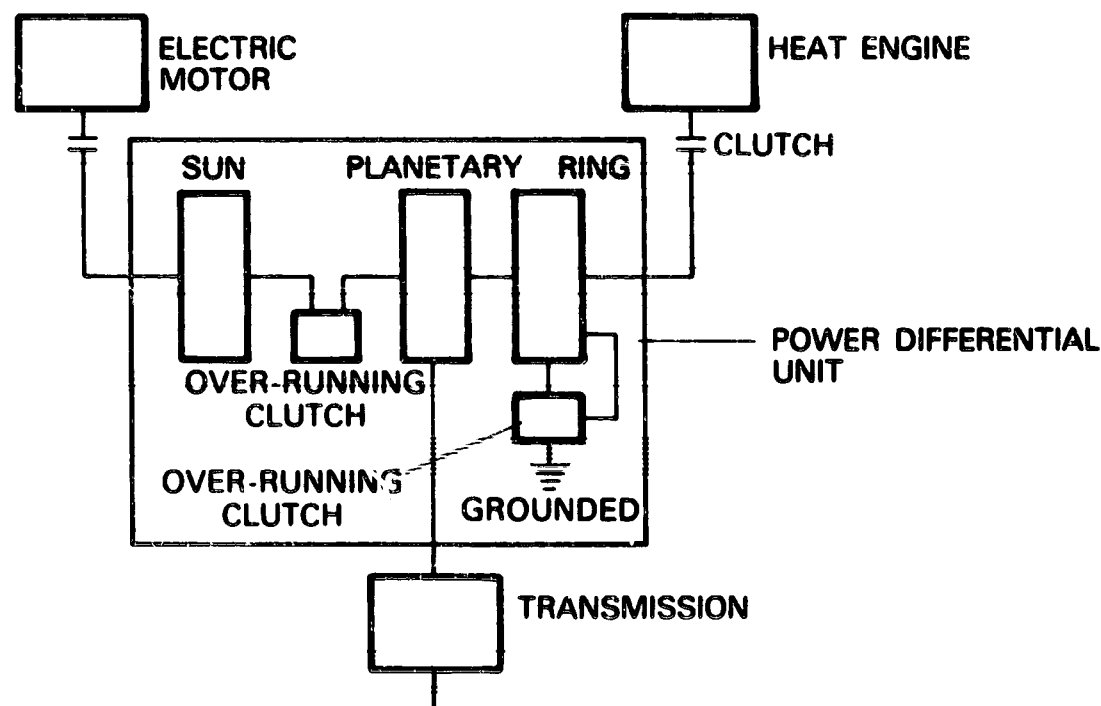 ELECTRIC
MOTOR
HEAT ENGINE
CLUTCH
SUN
PLANETARY
RING
POWER DIFFERENTIAL
UNIT
OVER-RUNNING
CLUTCH
OVER-RUNNING
CLUTCH
GROUNDED
TRANSMISSION